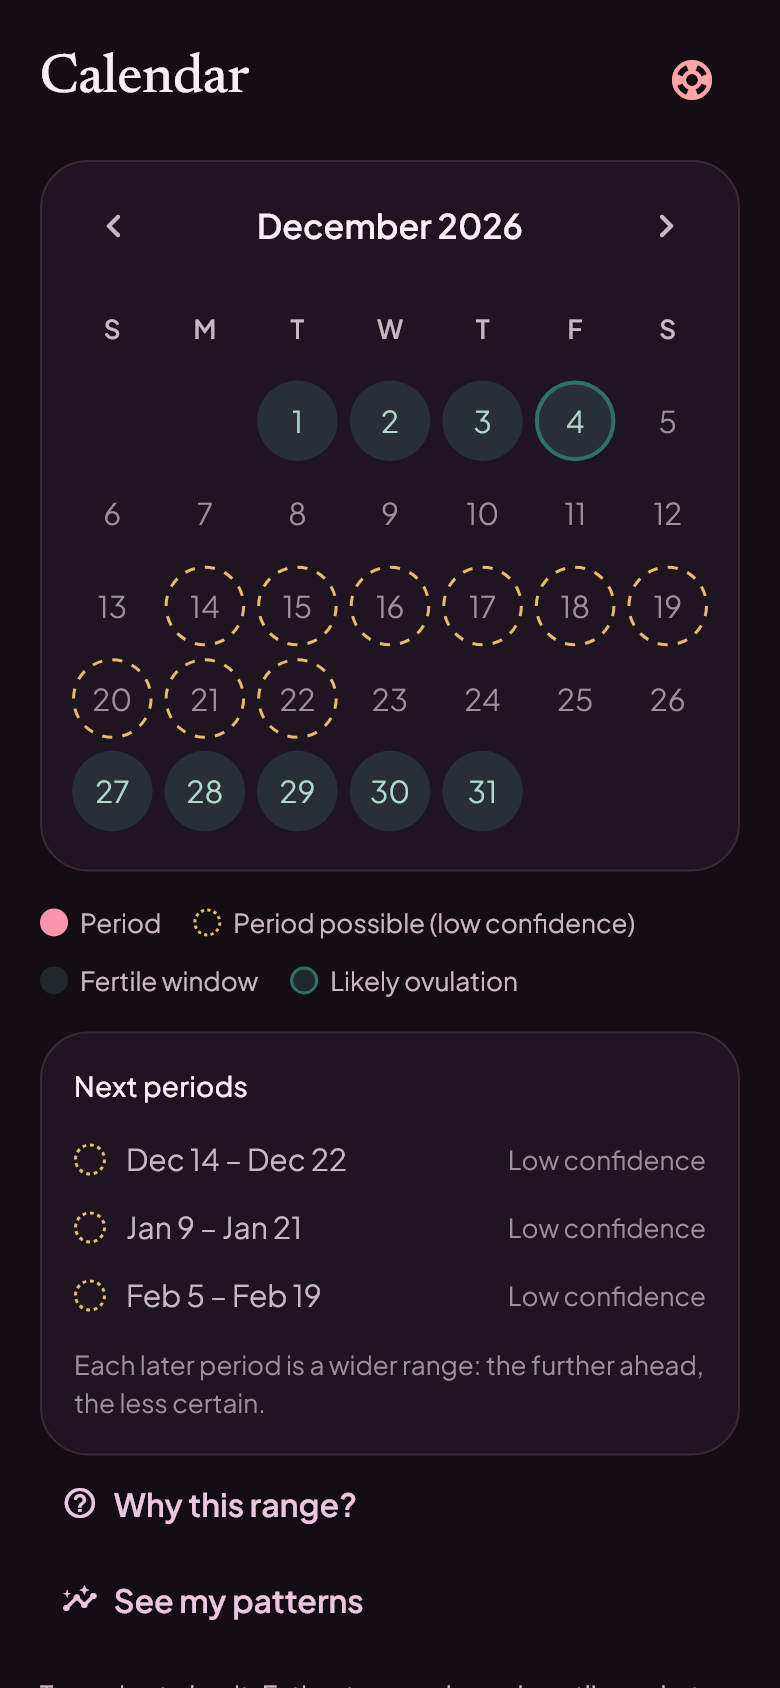 Calendar
December 2026
S M T W T F S
1 2 3 4 5
6 7 8 9 10 11 12
13 14 15 16 17 18 19
20 21 22 23 24 25 26
27 28 29 30 31
Period Period possible (low confidence)
Fertile window Likely ovulation
Next periods
Dec 14 – Dec 22 Low confidence
Jan 9 – Jan 21 Low confidence
Feb 5 – Feb 19 Low confidence
Each later period is a wider range: the further ahead,
the less certain.
Why this range?
See my patterns